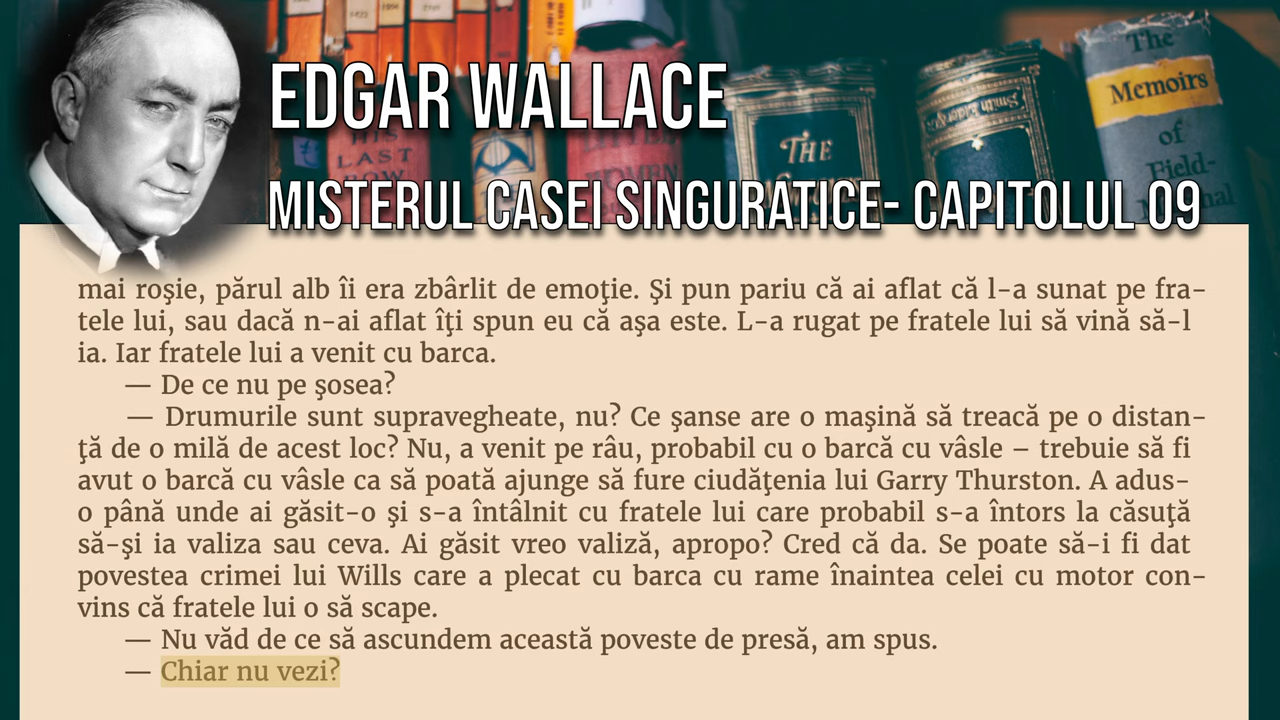 EDGAR WALLACE
MISTERUL CASEI SINGURATICE- CAPITOLUL 09
The
Memoirs
of
Field-
HIS
LAST
BOW
LITTLE
WOMEN
THE
Smith Elder & Co
mai roşie, părul alb îi era zbârlit de emoţie. Şi pun pariu că ai aflat că l-a sunat pe fra-
tele lui, sau dacă n-ai aflat îţi spun eu că aşa este. L-a rugat pe fratele lui să vină să-l
ia. Iar fratele lui a venit cu barca.
— De ce nu pe şosea?
— Drumurile sunt supravegheate, nu? Ce şanse are o maşină să treacă pe o distan-
ţă de o milă de acest loc? Nu, a venit pe râu, probabil cu o barcă cu vâsle – trebuie să fi
avut o barcă cu vâsle ca să poată ajunge să fure ciudăţenia lui Garry Thurston. A adus-
o până unde ai găsit-o şi s-a întâlnit cu fratele lui care probabil s-a întors la căsuţă
să-şi ia valiza sau ceva. Ai găsit vreo valiză, apropo? Cred că da. Se poate să-i fi dat
povestea crimei lui Wills care a plecat cu barca cu rame înaintea celei cu motor con-
vins că fratele lui o să scape.
— Nu văd de ce să ascundem această poveste de presă, am spus.
— Chiar nu vezi?